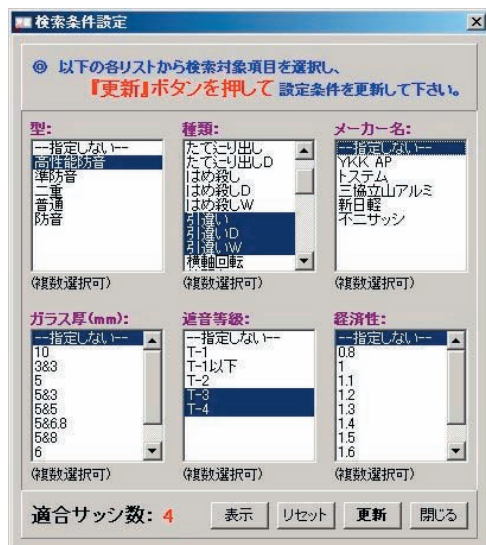 検索条件設定
◎ 以下の各リストから検索対象項目を選択し、
『更新』ボタンを押して 設定条件を更新して下さい。
型:
--指定しない--
高性能防音
準防音
二重
普通
防音
(複数選択可)
種類:
たてすべり出し
たてすべり出しD
はめ殺し
はめ殺しD
はめ殺しW
引違い
引違いD
引違いW
横軸回転
(複数選択可)
メーカー名:
--指定しない--
YKK AP
トステム
三協立山アルミ
新日軽
不二サッシ
(複数選択可)
ガラス厚(mm):
--指定しない--
10
3&3
5
5&3
5&5
5&6.8
5&8
6
(複数選択可)
遮音等級:
--指定しない--
T-1
T-1以下
T-2
T-3
T-4
(複数選択可)
経済性:
--指定しない--
0.8
1
1.1
1.2
1.3
1.4
1.5
1.6
(複数選択可)
適合サッシ数: 4
表示 リセット 更新 閉じる